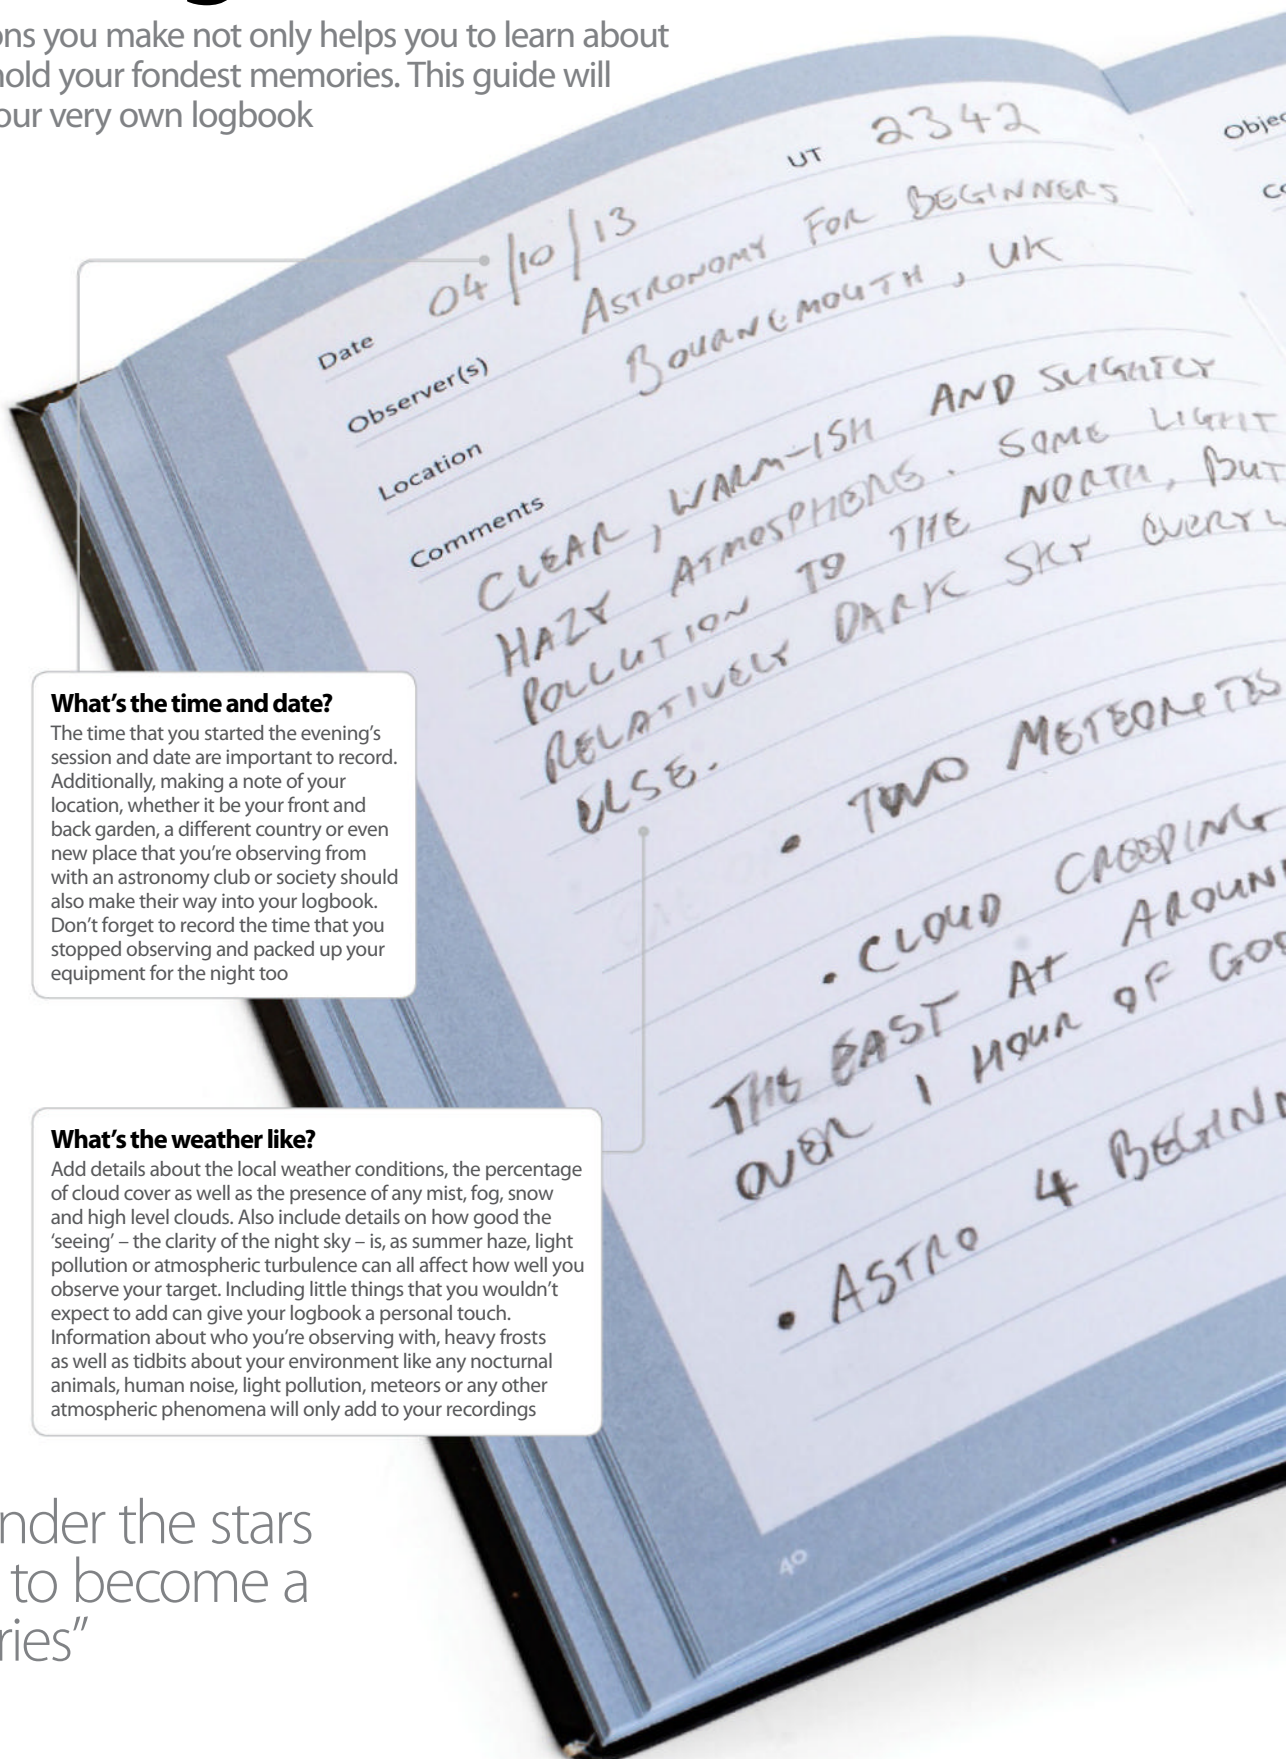 ons you make not only helps you to learn about
hold your fondest memories. This guide will
our very own logbook
UT 2342
Date 04/10/13
Observer(s) ASTRONOMY FOR BEGINNERS
Location BOURNEMOUTH, UK
Comments
CLEAR, WARM-ISH AND SLIGHTLY
HAZY ATMOSPHERE. SOME LIGHT
POLLUTION TO THE NORTH, BUT
RELATIVELY DARK SKY
ELSE.
• TWO METEORITES
• CLOUD CREEPING
THE EAST AT
OVER 1 HOUR OF
• ASTRO 4
40
What's the time and date?
The time that you started the evening's
session and date are important to record.
Additionally, making a note of your
location, whether it be your front and
back garden, a different country or even
new place that you're observing from
with an astronomy club or society should
also make their way into your logbook.
Don't forget to record the time that you
stopped observing and packed up your
equipment for the night too
What's the weather like?
Add details about the local weather conditions, the percentage
of cloud cover as well as the presence of any mist, fog, snow
and high level clouds. Also include details on how good the
‘seeing’ – the clarity of the night sky – is, as summer haze, light
pollution or atmospheric turbulence can all affect how well you
observe your target. Including little things that you wouldn't
expect to add can give your logbook a personal touch.
Information about who you're observing with, heavy frosts
as well as tidbits about your environment like any nocturnal
animals, human noise, light pollution, meteors or any other
atmospheric phenomena will only add to your recordings
nder the stars
to become a
ries”